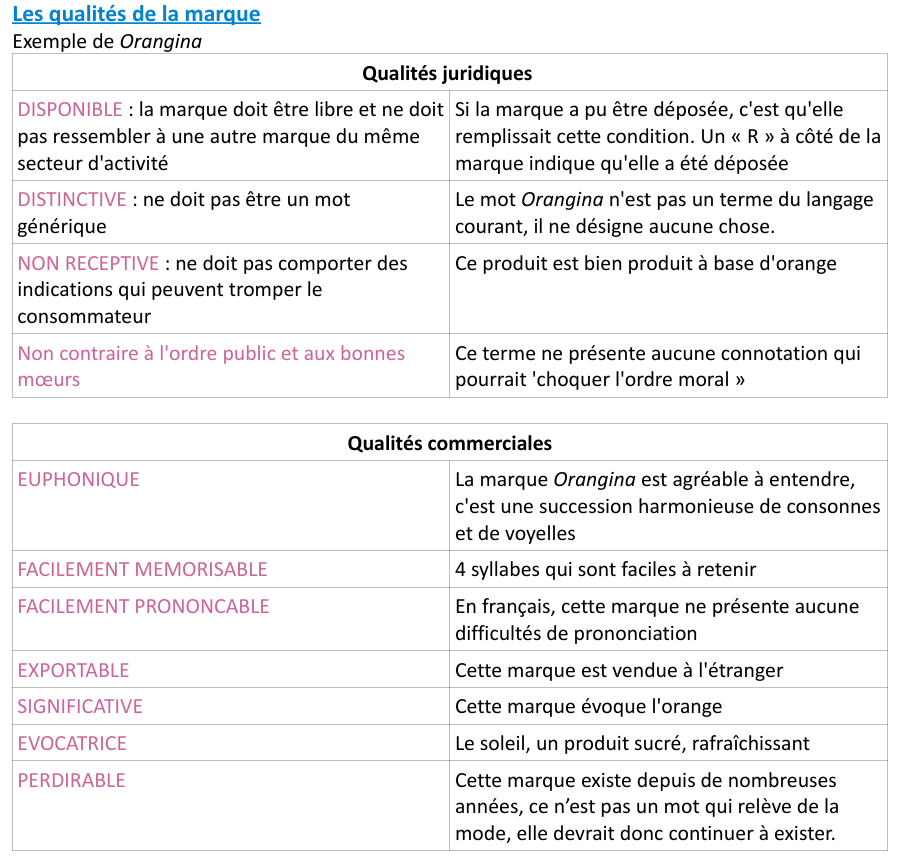 Les qualités de la marque
Exemple de Orangina
Qualités juridiques
DISPONIBLE : la marque doit être libre et ne doit
pas ressembler à une autre marque du même
secteur d'activité
Si la marque a pu être déposée, c'est qu'elle
remplissait cette condition. Un « R » à côté de la
marque indique qu'elle a été déposée
DISTINCTIVE : ne doit pas être un mot
générique
Le mot Orangina n'est pas un terme du langage
courant, il ne désigne aucune chose.
NON RECEPTIVE : ne doit pas comporter des
indications qui peuvent tromper le
consommateur
Ce produit est bien produit à base d'orange
Non contraire à l'ordre public et aux bonnes
mœurs
Ce terme ne présente aucune connotation qui
pourrait 'choquer l'ordre moral »
Qualités commerciales
EUPHONIQUE
La marque Orangina est agréable à entendre,
c'est une succession harmonieuse de consonnes
et de voyelles
FACILEMENT MEMORISABLE
4 syllabes qui sont faciles à retenir
FACILEMENT PRONONCABLE
En français, cette marque ne présente aucune
difficultés de prononciation
EXPORTABLE
Cette marque est vendue à l'étranger
SIGNIFICATIVE
Cette marque évoque l'orange
EVOCATRICE
Le soleil, un produit sucré, rafraîchissant
PERDIRABLE
Cette marque existe depuis de nombreuses
années, ce n’est pas un mot qui relève de la
mode, elle devrait donc continuer à exister.